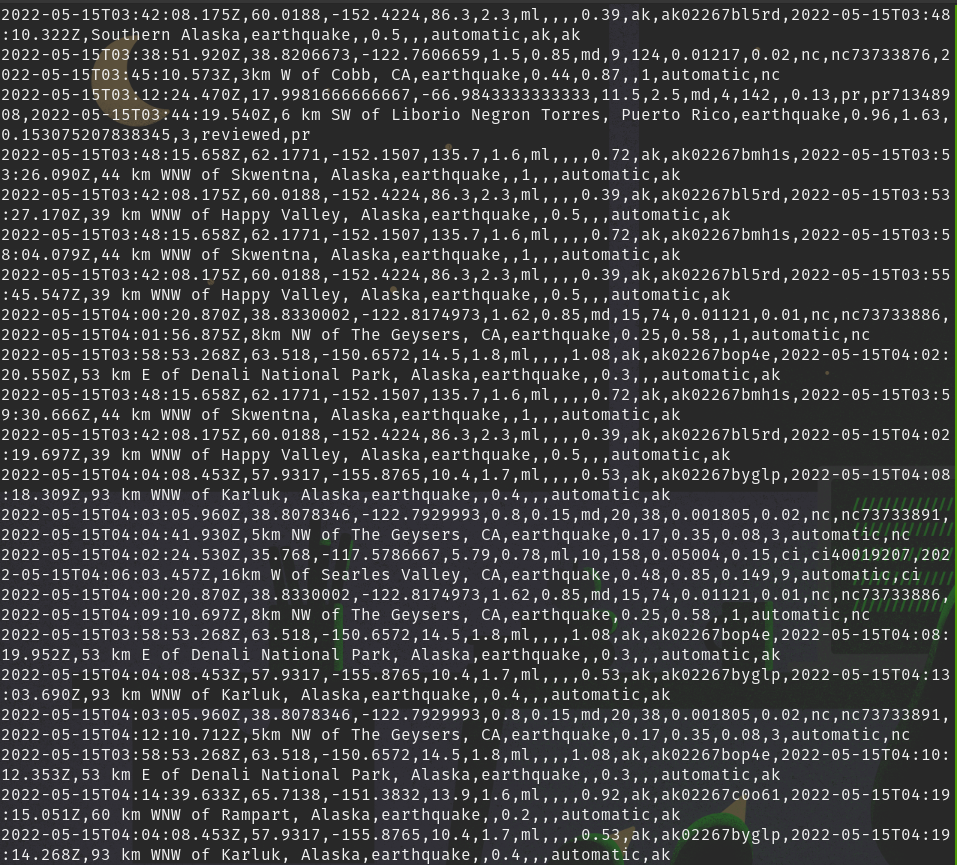 2022-05-15T03:42:08.175Z,60.0188,-152.4224,86.3,2.3,ml,,,,0.39,ak,ak02267bl5rd,2022-05-15T03:48
:10.322Z,Southern Alaska,earthquake,,0.5,,,automatic,ak,ak
2022-05-15T03:38:51.920Z,38.8206673,-122.7606659,1.5,0.85,md,9,124,0.01217,0.02,nc,nc73733876,2
022-05-15T03:45:10.573Z,3km W of Cobb, CA,earthquake,0.44,0.87,,1,automatic,nc
2022-05-15T03:12:24.470Z,17.9981666666667,-66.9843333333333,11.5,2.5,md,4,142,,0.13,pr,pr713489
08,2022-05-15T03:44:19.540Z,6 km SW of Liborio Negron Torres, Puerto Rico,earthquake,0.96,1.63,
0.153075207838345,3,reviewed,pr
2022-05-15T03:48:15.658Z,62.1771,-152.1507,135.7,1.6,ml,,,,0.72,ak,ak02267bmh1s,2022-05-15T03:5
3:26.090Z,44 km WNW of Skwentna, Alaska,earthquake,,1,,,automatic,ak
2022-05-15T03:42:08.175Z,60.0188,-152.4224,86.3,2.3,ml,,,,0.39,ak,ak02267bl5rd,2022-05-15T03:53
:27.170Z,39 km WNW of Happy Valley, Alaska,earthquake,,0.5,,,automatic,ak
2022-05-15T03:48:15.658Z,62.1771,-152.1507,135.7,1.6,ml,,,,0.72,ak,ak02267bmh1s,2022-05-15T03:5
8:04.079Z,44 km WNW of Skwentna, Alaska,earthquake,,1,,,automatic,ak
2022-05-15T03:42:08.175Z,60.0188,-152.4224,86.3,2.3,ml,,,,0.39,ak,ak02267bl5rd,2022-05-15T03:55
:45.547Z,39 km WNW of Happy Valley, Alaska,earthquake,,0.5,,,automatic,ak
2022-05-15T04:00:20.870Z,38.8330002,-122.8174973,1.62,0.85,md,15,74,0.01121,0.01,nc,nc73733886,
2022-05-15T04:01:56.875Z,8km NW of The Geysers, CA,earthquake,0.25,0.58,,1,automatic,nc
2022-05-15T03:58:53.268Z,63.518,-150.6572,14.5,1.8,ml,,,,1.08,ak,ak02267bop4e,2022-05-15T04:02:
20.550Z,53 km E of Denali National Park, Alaska,earthquake,,0.3,,,automatic,ak
2022-05-15T03:48:15.658Z,62.1771,-152.1507,135.7,1.6,ml,,,,0.72,ak,ak02267bmh1s,2022-05-15T03:5
9:30.666Z,44 km WNW of Skwentna, Alaska,earthquake,,1,,,automatic,ak
2022-05-15T03:42:08.175Z,60.0188,-152.4224,86.3,2.3,ml,,,,0.39,ak,ak02267bl5rd,2022-05-15T04:02
:19.697Z,39 km WNW of Happy Valley, Alaska,earthquake,,0.5,,,automatic,ak
2022-05-15T04:04:08.453Z,57.9317,-155.8765,10.4,1.7,ml,,,,0.53,ak,ak02267byglp,2022-05-15T04:08
:18.309Z,93 km WNW of Karluk, Alaska,earthquake,,0.4,,,automatic,ak
2022-05-15T04:03:05.960Z,38.8078346,-122.7929993,0.8,0.15,md,20,38,0.001805,0.02,nc,nc73733891,
2022-05-15T04:04:41.930Z,5km NW of The Geysers, CA,earthquake,0.17,0.35,0.08,3,automatic,nc
2022-05-15T04:02:24.530Z,35.768,-117.5786667,5.79,0.78,ml,10,158,0.05004,0.15,ci,ci40019207,202
2-05-15T04:06:03.457Z,16km W of Searles Valley, CA,earthquake,0.48,0.85,0.149,9,automatic,ci
2022-05-15T04:00:20.870Z,38.8330002,-122.8174973,1.62,0.85,md,15,74,0.01121,0.01,nc,nc73733886,
2022-05-15T04:09:10.697Z,8km NW of The Geysers, CA,earthquake,0.25,0.58,,1,automatic,nc
2022-05-15T03:58:53.268Z,63.518,-150.6572,14.5,1.8,ml,,,,1.08,ak,ak02267bop4e,2022-05-15T04:08:
19.952Z,53 km E of Denali National Park, Alaska,earthquake,,0.3,,,automatic,ak
2022-05-15T04:04:08.453Z,57.9317,-155.8765,10.4,1.7,ml,,,,0.53,ak,ak02267byglp,2022-05-15T04:13
:03.690Z,93 km WNW of Karluk, Alaska,earthquake,,0.4,,,automatic,ak
2022-05-15T04:03:05.960Z,38.8078346,-122.7929993,0.8,0.15,md,20,38,0.001805,0.02,nc,nc73733891,
2022-05-15T04:12:10.712Z,5km NW of The Geysers, CA,earthquake,0.17,0.35,0.08,3,automatic,nc
2022-05-15T03:58:53.268Z,63.518,-150.6572,14.5,1.8,ml,,,,1.08,ak,ak02267bop4e,2022-05-15T04:10:
12.353Z,53 km E of Denali National Park, Alaska,earthquake,,0.3,,,automatic,ak
2022-05-15T04:14:39.633Z,65.7138,-151.3832,13.9,1.6,ml,,,,0.92,ak,ak02267c0o61,2022-05-15T04:19
:15.051Z,60 km WNW of Rampart, Alaska,earthquake,,0.2,,,automatic,ak
2022-05-15T04:04:08.453Z,57.9317,-155.8765,10.4,1.7,ml,,,,0.53,ak,ak02267byglp,2022-05-15T04:19
:14.268Z,93 km WNW of Karluk, Alaska,earthquake,,0.4,,,automatic,ak